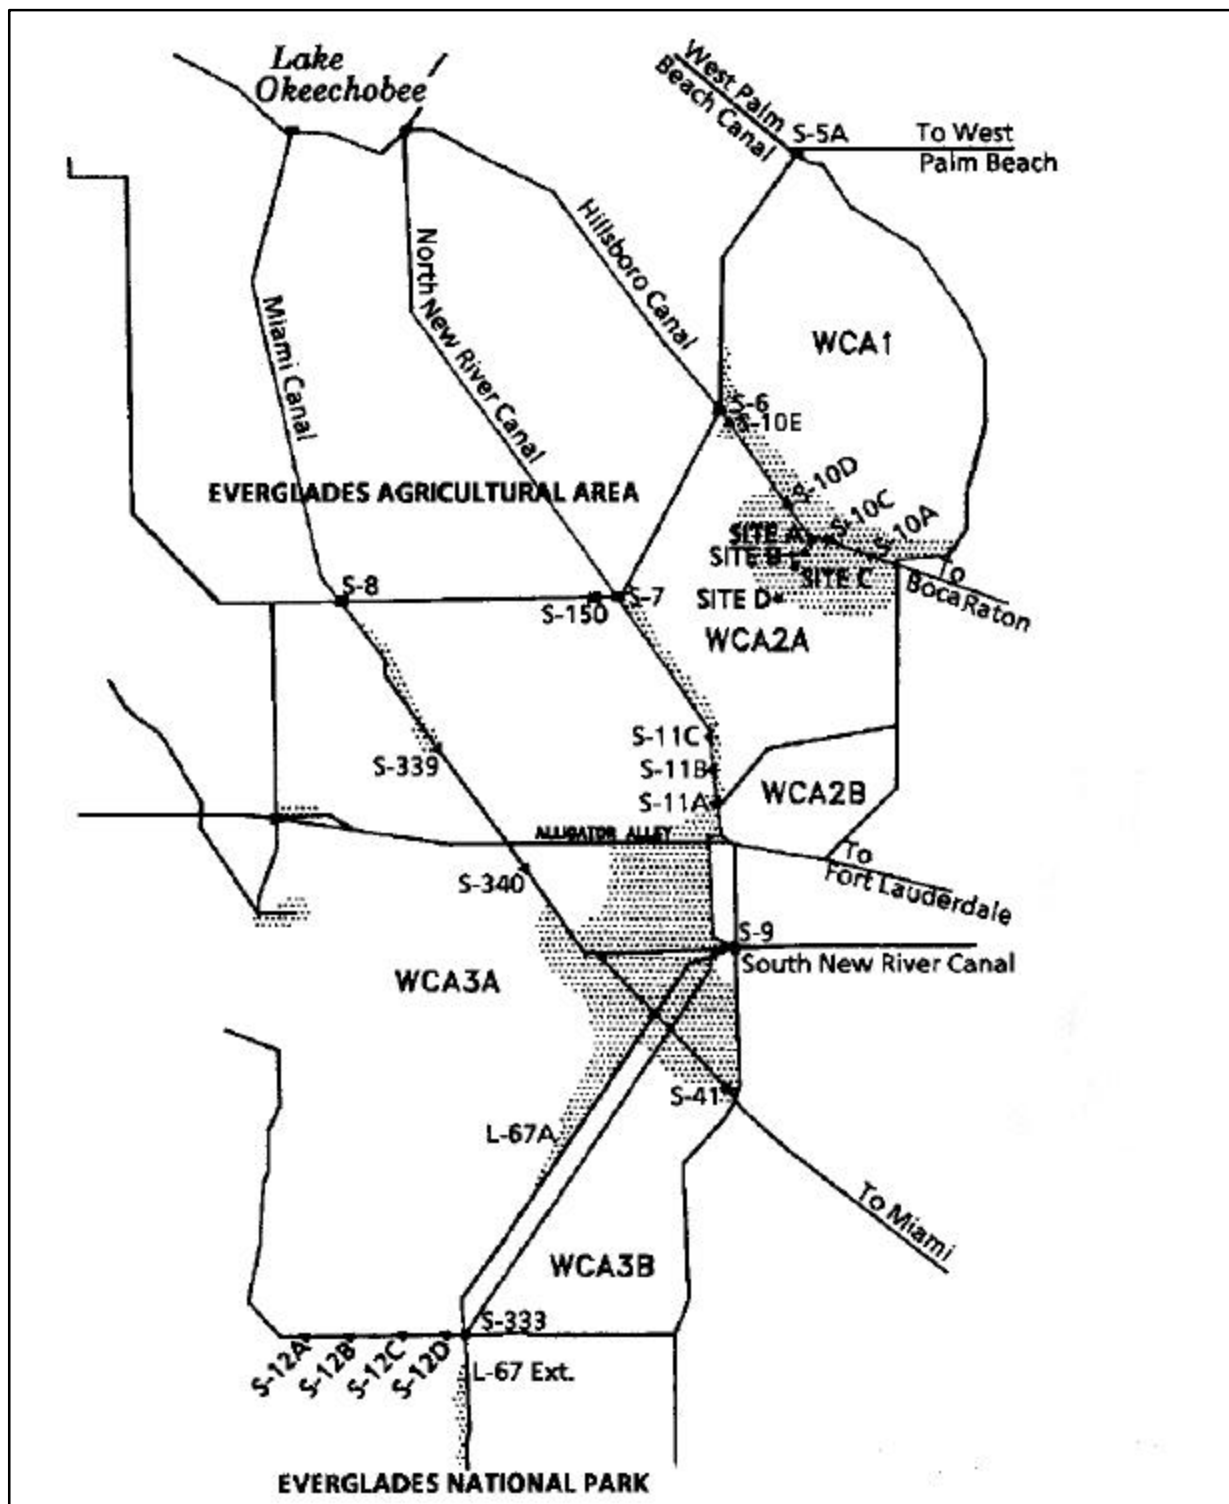 Lake
Okeechobee
West Palm
Beach Canal
S-5A
To West
Palm Beach
Hillsboro Canal
North New River Canal
Miami Canal
WCA1
S-6
S-10E
EVERGLADES AGRICULTURAL AREA
S-10D
S-10C
S-10A
SITE A
SITE B
SITE C
To
Boca Raton
S-8
S-150
S-7
SITE D
WCA2A
S-11C
S-339
S-11B
S-11A
WCA2B
ALLIGATOR ALLEY
To
Fort Lauderdale
S-340
S-9
South New River Canal
WCA3A
S-41
L-67A
To Miami
WCA3B
S-333
S-12A
S-12B
S-12C
S-12D
L-67 Ext.
EVERGLADES NATIONAL PARK